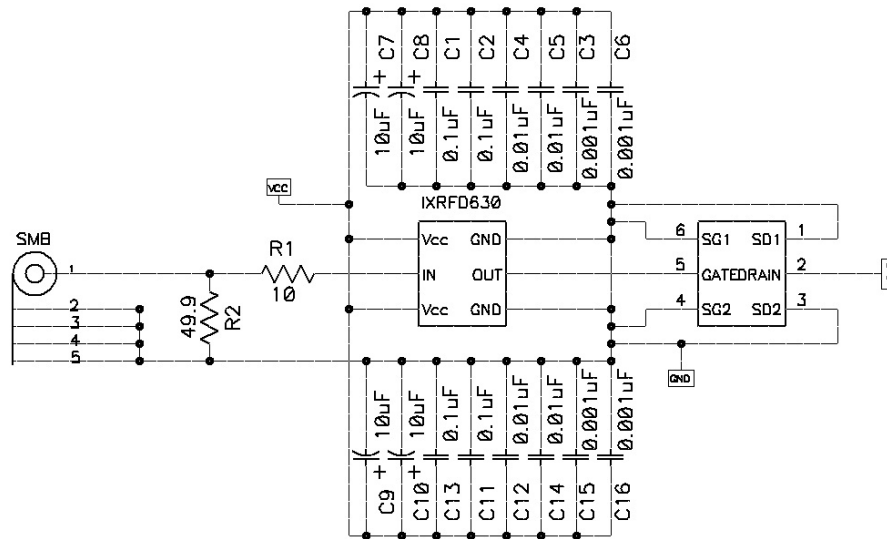 C7 C8 C1 C2 C4 C5 C3 C6
+ +
10uF 10uF 0.1uF 0.1uF 0.01uF 0.01uF 0.001uF 0.001uF
VCC
IXRFD630
SMB
R1
10
Vcc GND
IN OUT
Vcc GND
6 SG1 SD1 1
5 GATEDRAIN 2
4 SG2 SD2 3
1
2
3
4
5
49.9
R2
GND
10uF 10uF 0.1uF 0.1uF 0.01uF 0.01uF 0.001uF 0.001uF
+ +
C9 C10 C13 C11 C12 C14 C15 C16